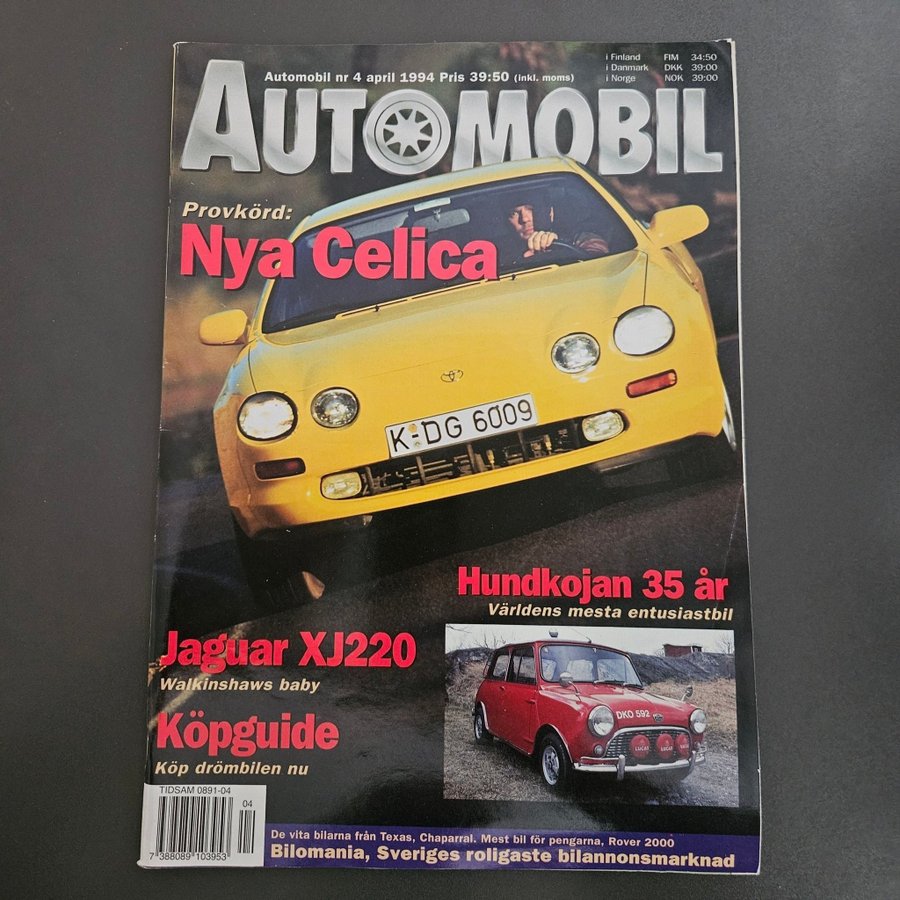 Automobil nr 4 april 1994 Pris 39:50 (inkl. moms)
i Finland FIM 34:50
i Danmark DKK 39:00
i Norge NOK 39:00
AUTOMOBIL
Provkörd:
Nya Celica
K·DG 6009
Hundkojan 35 år
Världens mesta entusiastbil
DKO 592
LUCAS LUCAS LUCAS
Jaguar XJ220
Walkinshaws baby
Köpguide
Köp drömbilen nu
TIDSAM 0891-04
04
7 388089 103953
De vita bilarna från Texas, Chaparral. Mest bil för pengarna, Rover 2000
Bilomania, Sveriges roligaste bilannonsmarknad